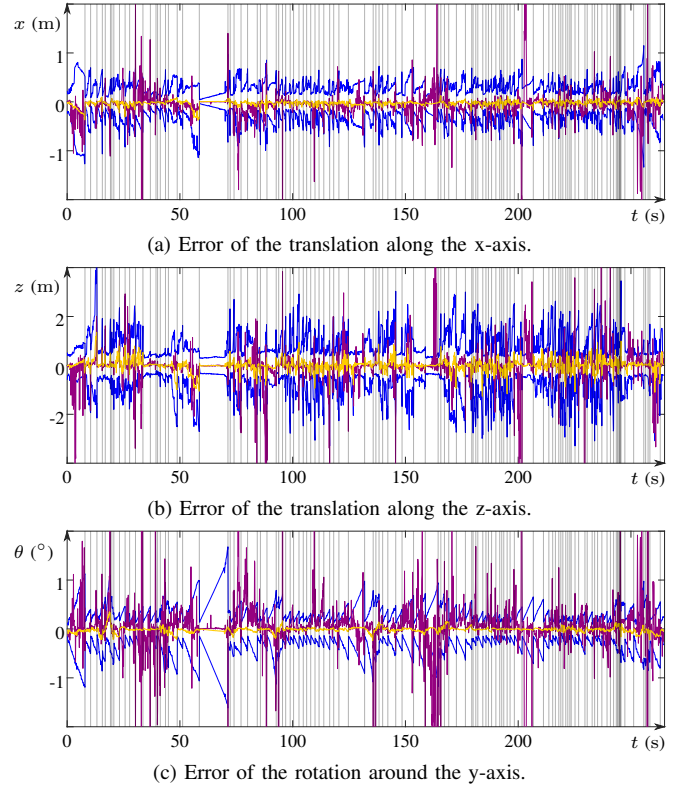 x (m)
1
0
-1
0 50 100 150 200 t (s)
(a) Error of the translation along the x-axis.
z (m)
2
0
-2
0 50 100 150 200 t (s)
(b) Error of the translation along the z-axis.
θ (°)
1
0
-1
0 50 100 150 200 t (s)
(c) Error of the rotation around the y-axis.